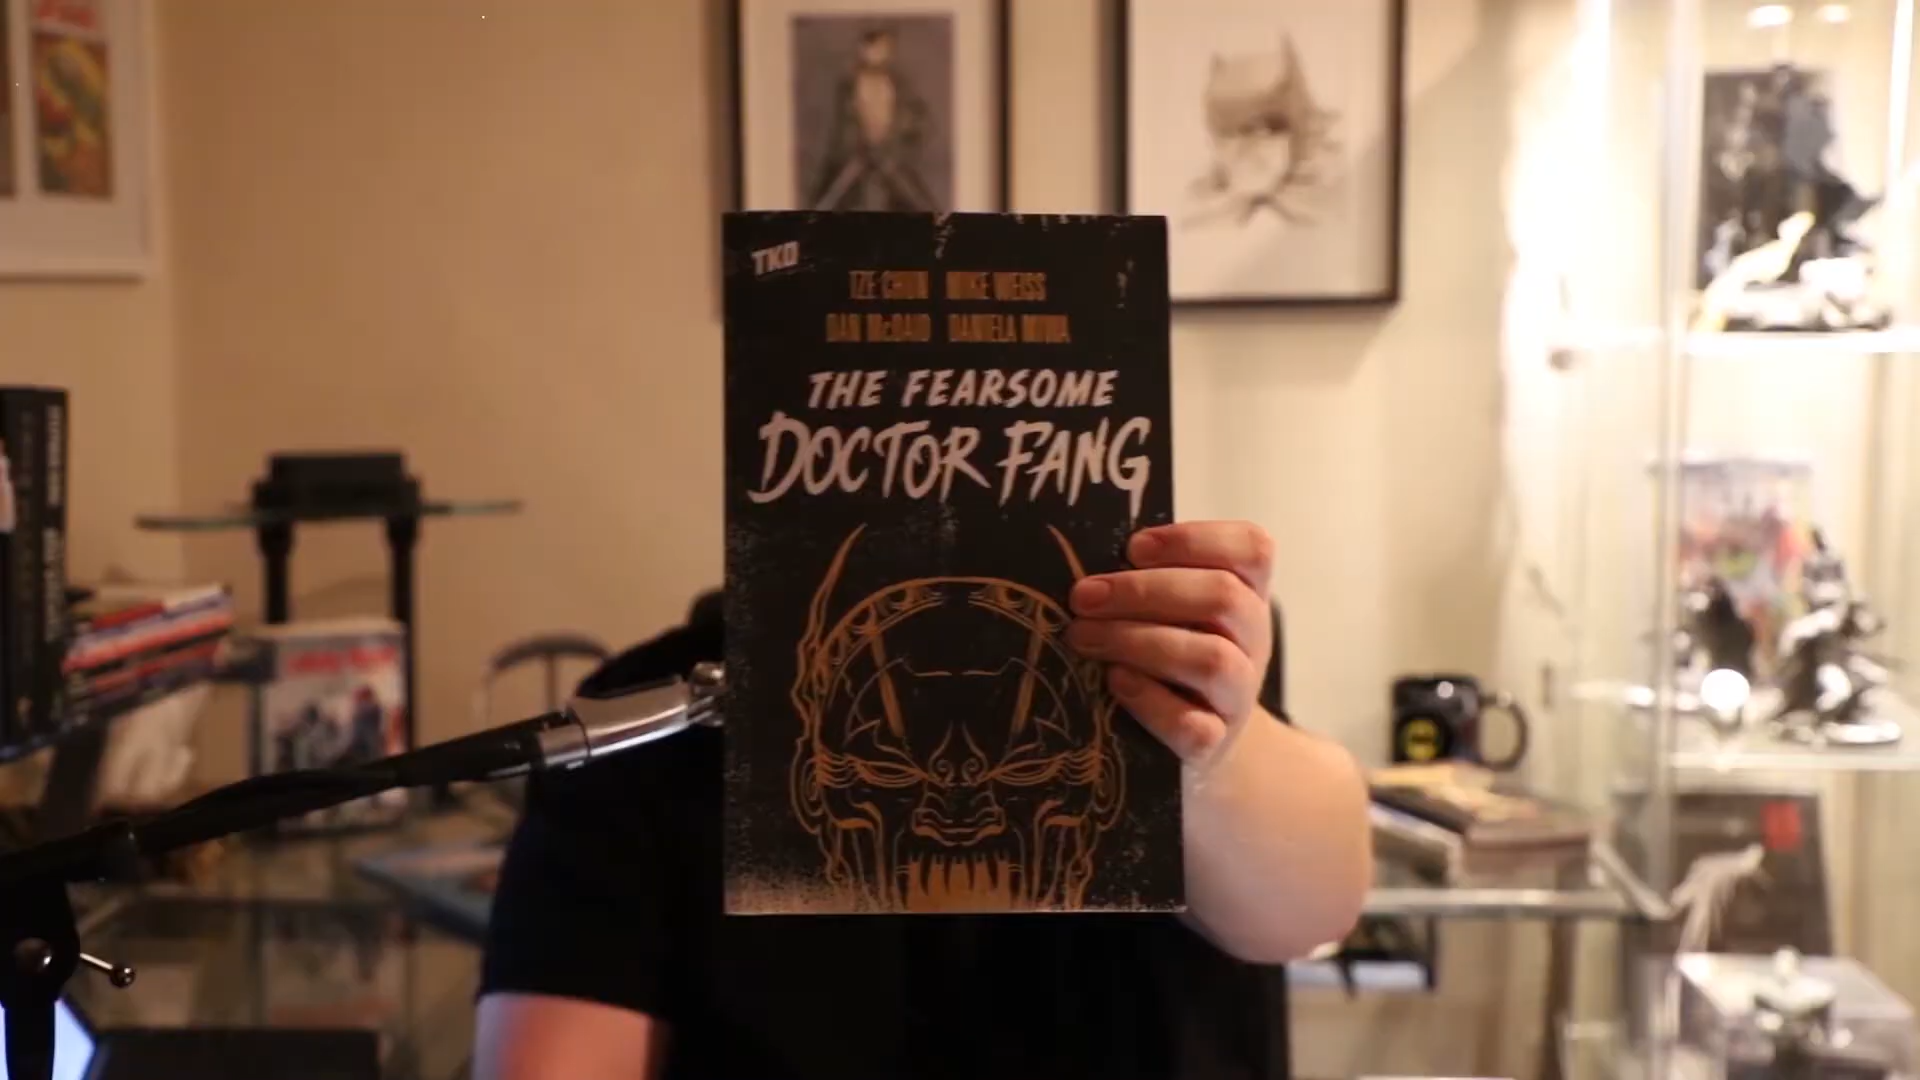 TKO
TZE CHUN MIKE WEISS
DAN McDAID DANIELA MIWA
THE FEARSOME
DOCTOR FANG